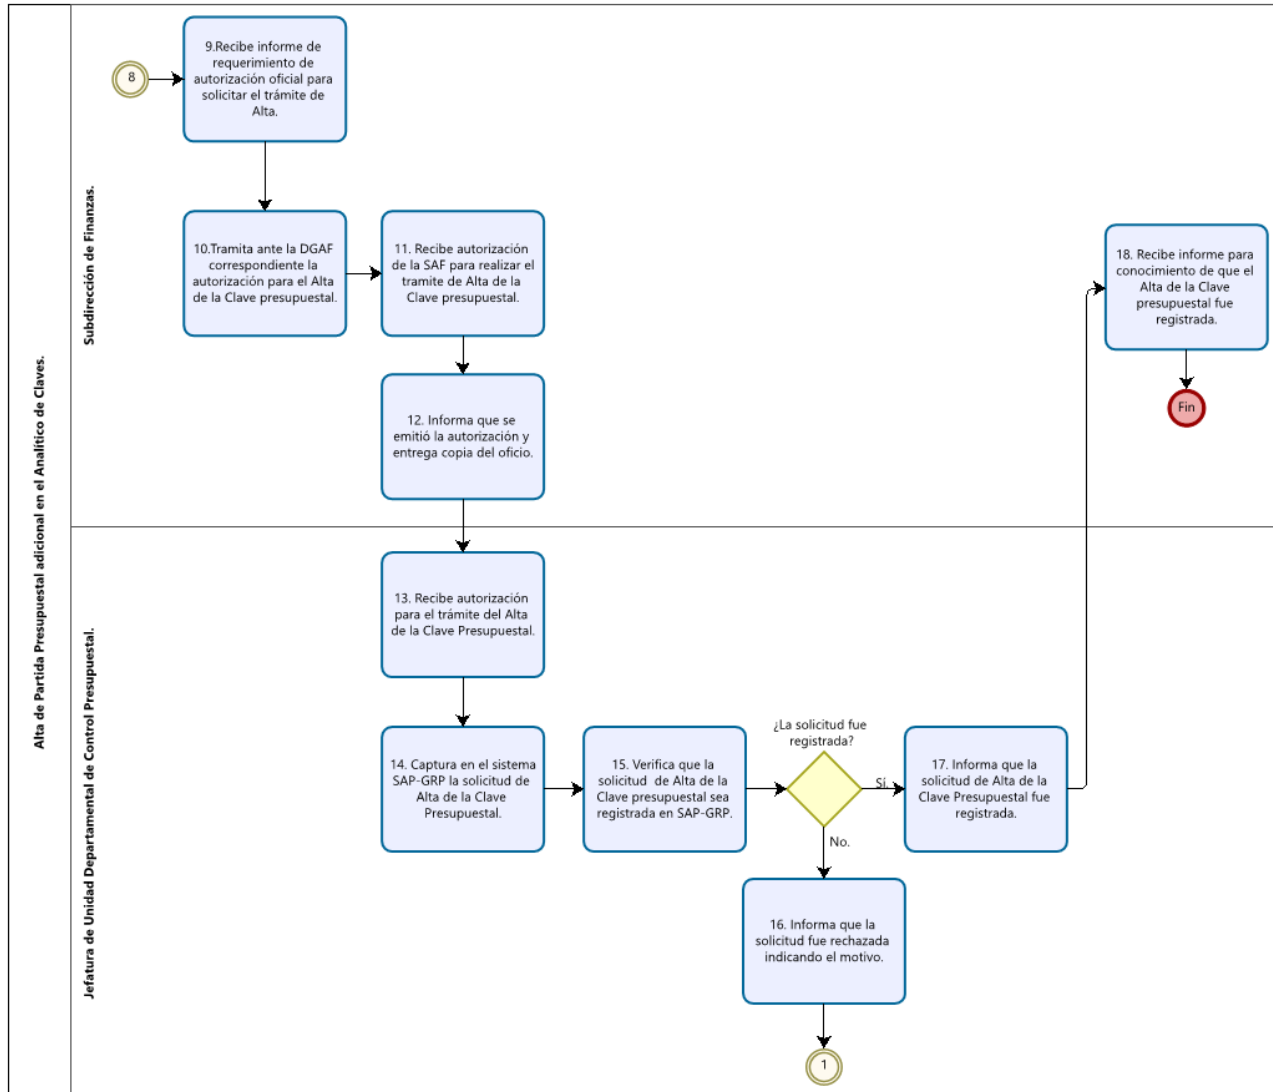 Alta de Partida Presupuestal adicional en el Analítico de Claves.
Subdirección de Finanzas.
8
9.Recibe informe de
requerimiento de
autorización oficial para
solicitar el trámite de
Alta.
10.Tramita ante la DGAF
correspondiente la
autorización para el Alta
de la Clave presupuestal.
11. Recibe autorización
de la SAF para realizar el
tramite de Alta de la
Clave presupuestal.
12. Informa que se
emitió la autorización y
entrega copia del oficio.
18. Recibe informe para
conocimiento de que el
Alta de la Clave
presupuestal fue
registrada.
Fin
Jefatura de Unidad Departamental de Control Presupuestal.
13. Recibe autorización
para el trámite del Alta
de la Clave Presupuestal.
14. Captura en el sistema
SAP-GRP la solicitud de
Alta de la Clave
Presupuestal.
15. Verifica que la
solicitud de Alta de la
Clave presupuestal sea
registrada en SAP-GRP.
¿La solicitud fue
registrada?
Sí.
No.
17. Informa que la
solicitud de Alta de la
Clave Presupuestal fue
registrada.
16. Informa que la
solicitud fue rechazada
indicando el motivo.
1